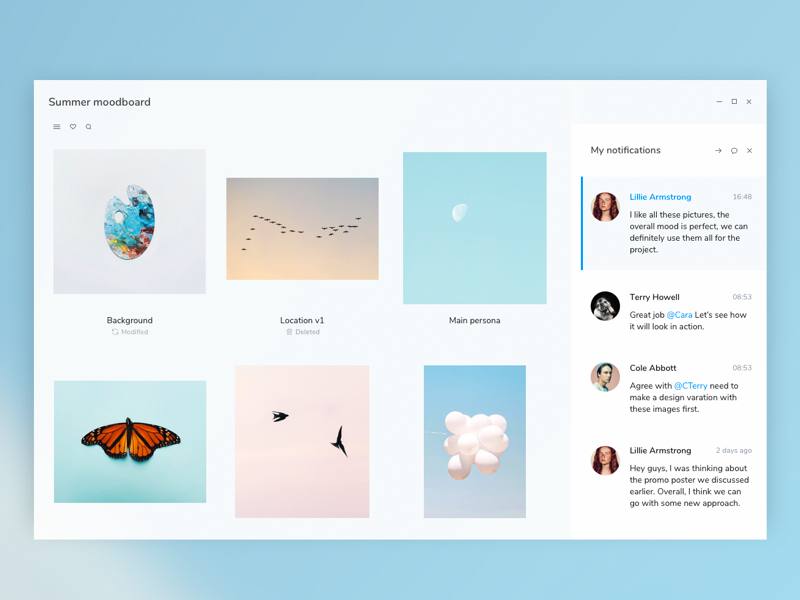 Summer moodboard
My notifications
Background
Modified
Location v1
Deleted
Main persona
Lillie Armstrong 16:48
I like all these pictures, the
overall mood is perfect, we can
definitely use them all for the
project.
Terry Howell 08:53
Great job @Cara Let's see how
it will look in action.
Cole Abbott 08:53
Agree with @CTerry need to
make a design varation with
these images first.
Lillie Armstrong 2 days ago
Hey guys, I was thinking about
the promo poster we discussed
earlier. Overall, I think we can
go with some new approach.